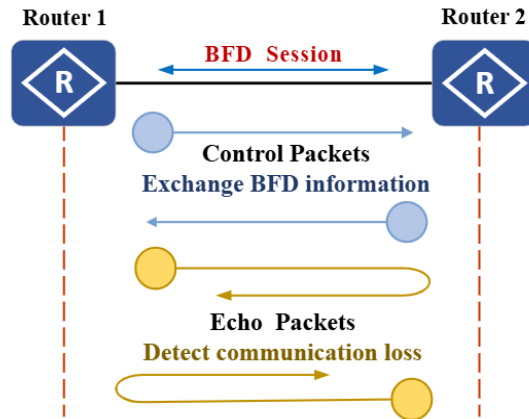 Router 1
Router 2
BFD Session
R
R
Control Packets
Exchange BFD information
Echo Packets
Detect communication loss